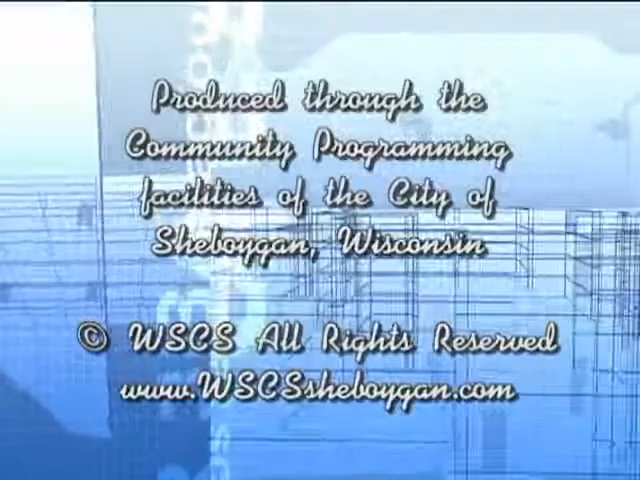 Produced through the
Community Programming
facilities of the City of
Sheboygan, Wisconsin
© WSCS All Rights Reserved
www.WSCSsheboygan.com